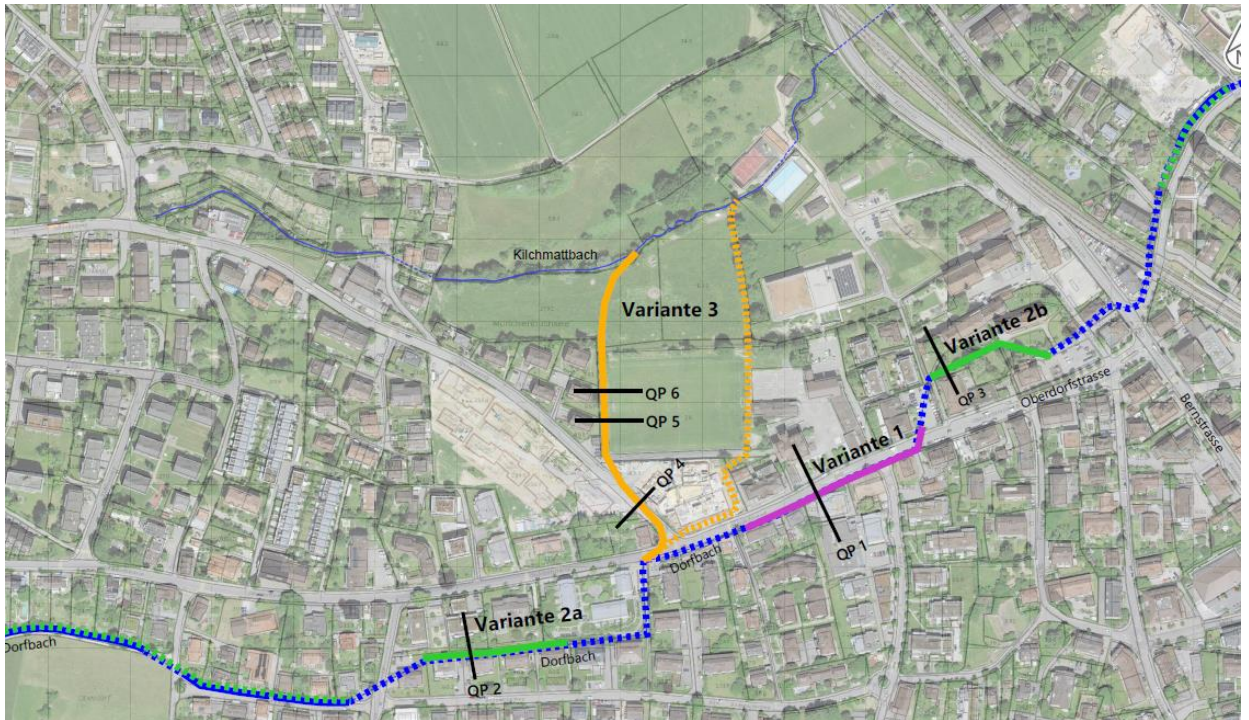 N
Kilchmattbach
Variante 3
Variante 2b
QP 3
Oberdorfstrasse
Bernstrasse
QP 6
QP 5
QP 4
Variante 1
QP 1
Dorfbach
Variante 2a
QP 2
Dorfbach
Dorfbach